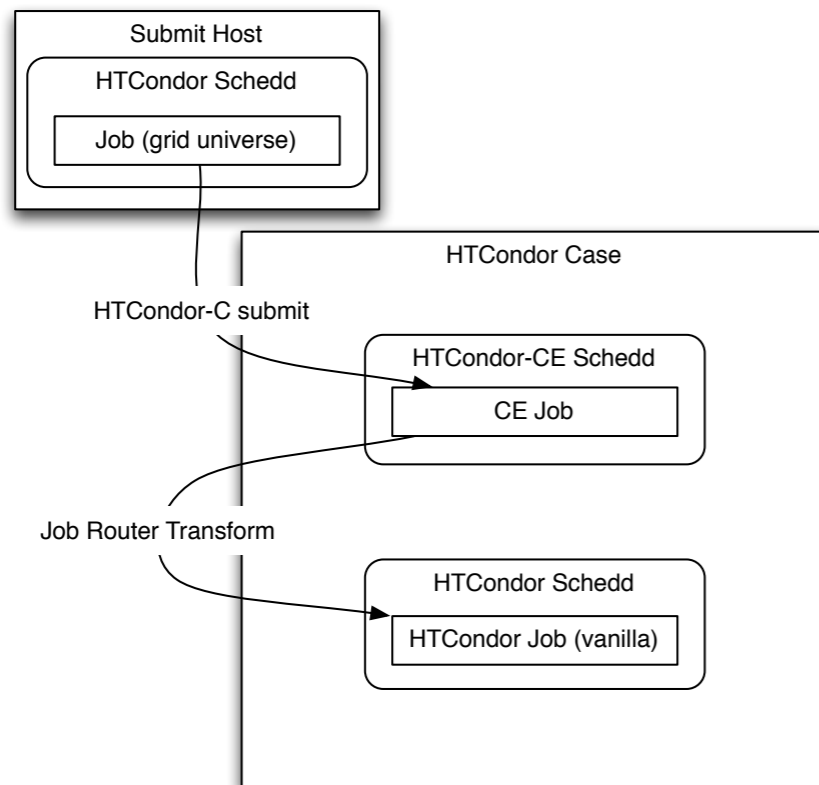 Submit Host
HTCondor Schedd
Job (grid universe)
HTCondor Case
HTCondor-C submit
HTCondor-CE Schedd
CE Job
Job Router Transform
HTCondor Schedd
HTCondor Job (vanilla)